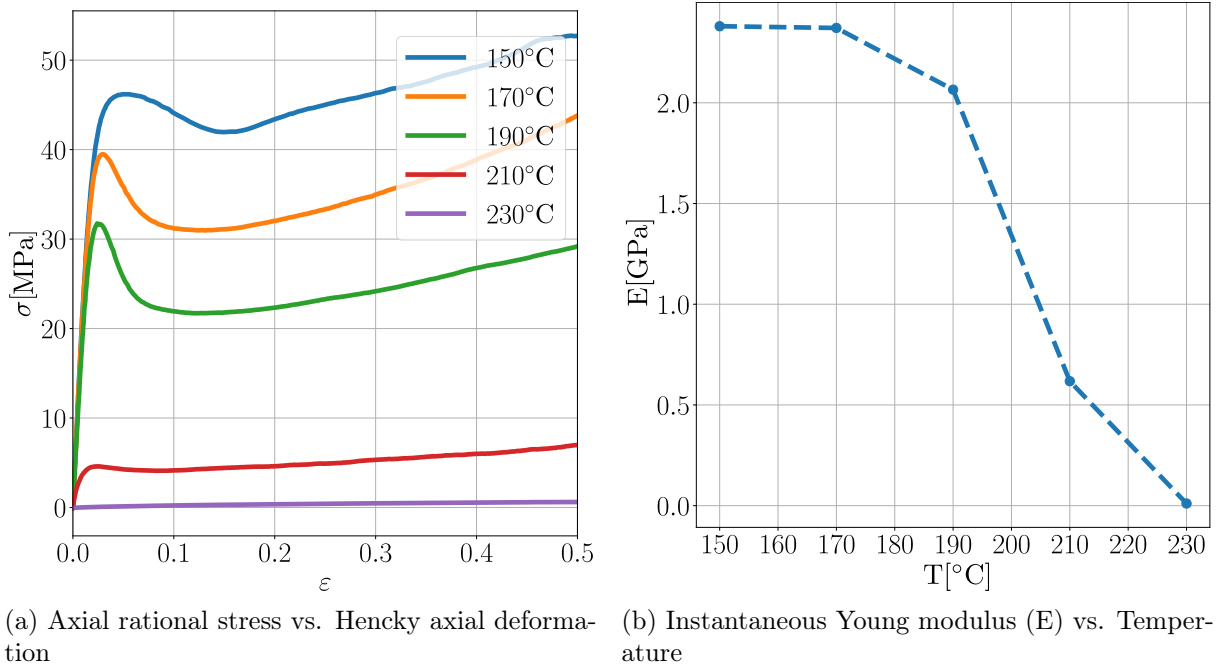 50
40
30
20
10
0
σ[MPa]
150°C
170°C
190°C
210°C
230°C
0.0 0.1 0.2 0.3 0.4 0.5
ε
2.0
1.5
1.0
0.5
0.0
E[GPa]
150 160 170 180 190 200 210 220 230
T[°C]
(a) Axial rational stress vs. Hencky axial deforma-
tion
(b) Instantaneous Young modulus (E) vs. Temper-
ature